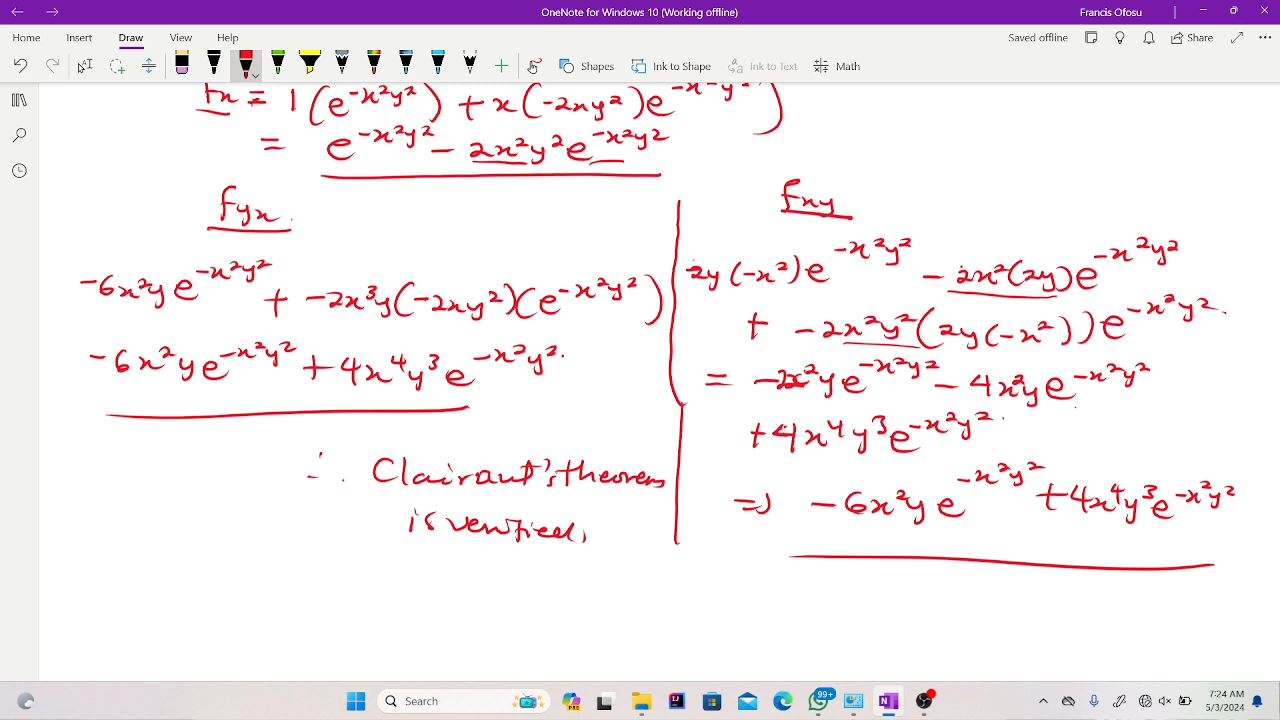 OneNote for Windows 10 (Working offline)
Francis Ofosu
Home Insert Draw View Help
Saved offline
Share
Shapes
Ink to Shape
Ink to Text
Math
fx = 1(e^{-x²y²}) + x(-2xy²)e^{-x-y²})
= e^{-x²y²} - 2x²y²e^{-x²y²}
fyx.
-6x²ye^{-x²y²} + -2x³y(-2xy²)(e^{-x²y²})
-6x²ye^{-x²y²} + 4x⁴y³e^{-x²y²}.
∴ Clairaut's theorem
is verified.
fxy
2y(-x²)e^{-x²y²} - 2x²(2y)e^{-x²y²}
+ -2x²y²(2y(-x²))e^{-x²y²}.
= -2x²ye^{-x²y²} - 4x²ye^{-x²y²}
+4x⁴y³e^{-x²y²}.
⇒ -6x²ye^{-x²y²} + 4x⁴y³e^{-x²y²}
Search
PRE
99+
7:24 AM
5/3/2024